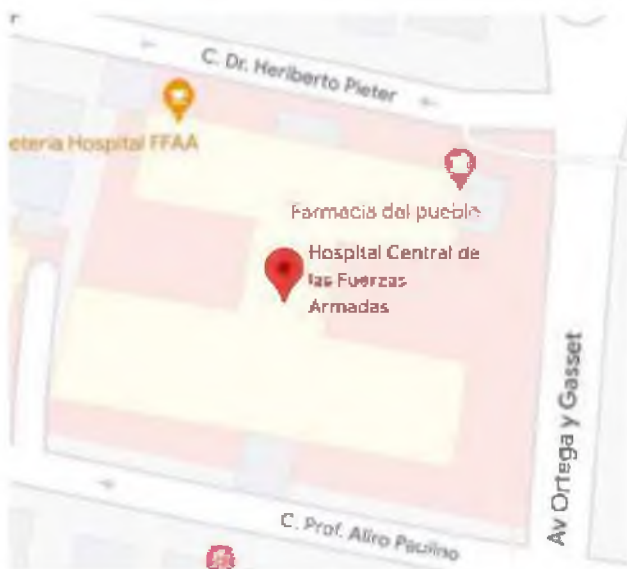 r
C. Dr. Heriberto Pieter
eteria Hospital FFAA
Farmacia dal pueblo
Hospital Central de
las Fuerzas
Armadas
Av Ortega y Gasset
C. Prof. Aliro Paulino